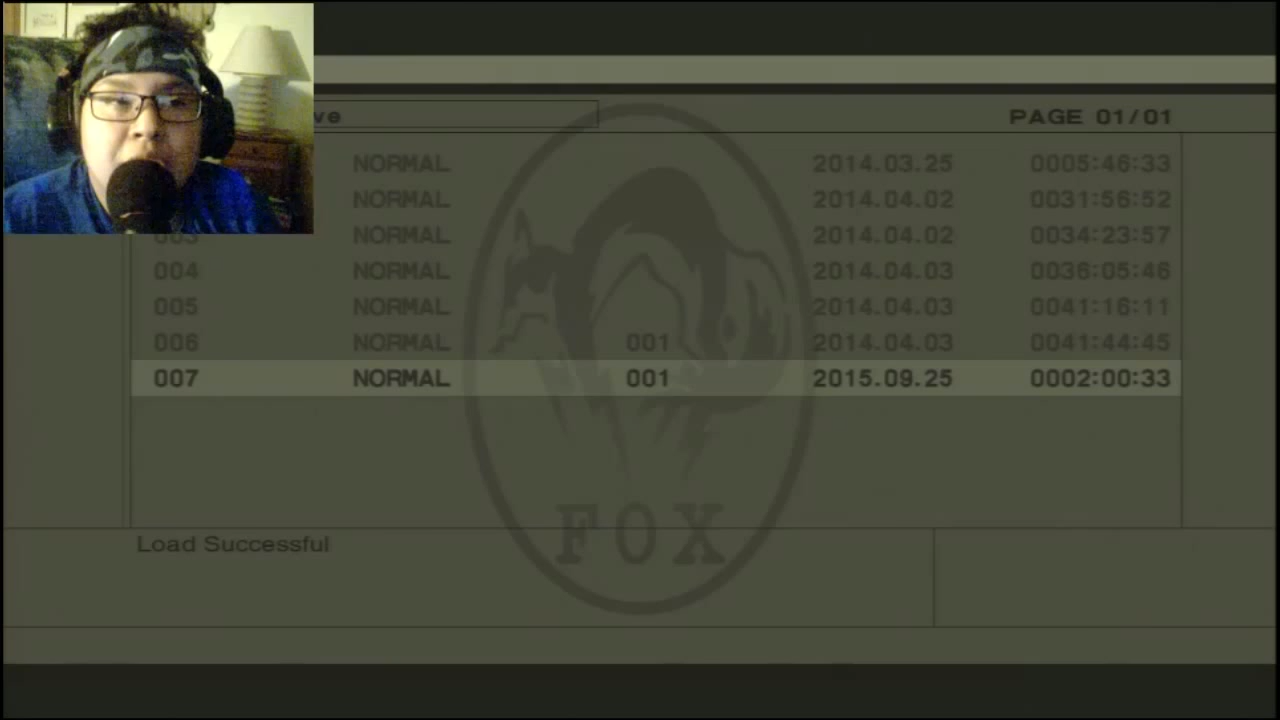 ve
PAGE 01/01
NORMAL 2014.03.25 0005:46:33
NORMAL 2014.04.02 0031:56:52
003 NORMAL 2014.04.02 0034:23:57
004 NORMAL 2014.04.03 0036:05:46
005 NORMAL 2014.04.03 0041:16:11
006 NORMAL 001 2014.04.03 0041:44:45
007 NORMAL 001 2015.09.25 0002:00:33
FOX
Load Successful